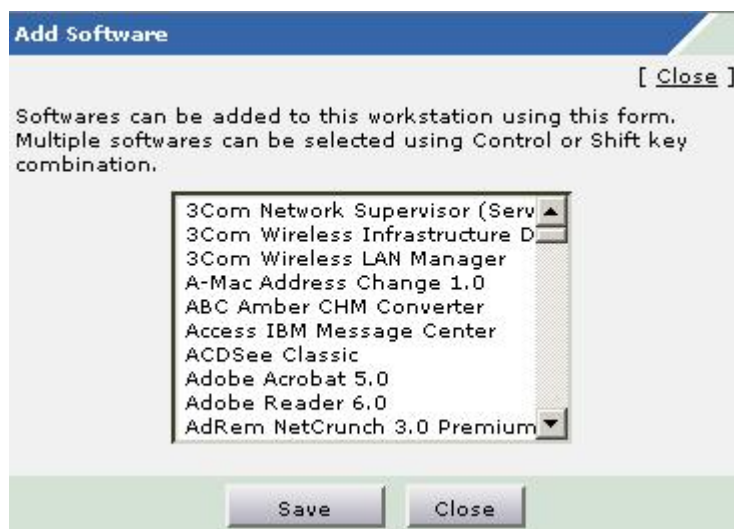 Add Software
[ Close ]
Softwares can be added to this workstation using this form.
Multiple softwares can be selected using Control or Shift key
combination.
3Com Network Supervisor (Serv
3Com Wireless Infrastructure D
3Com Wireless LAN Manager
A-Mac Address Change 1.0
ABC Amber CHM Converter
Access IBM Message Center
ACDSee Classic
Adobe Acrobat 5.0
Adobe Reader 6.0
AdRem NetCrunch 3.0 Premium
Save
Close